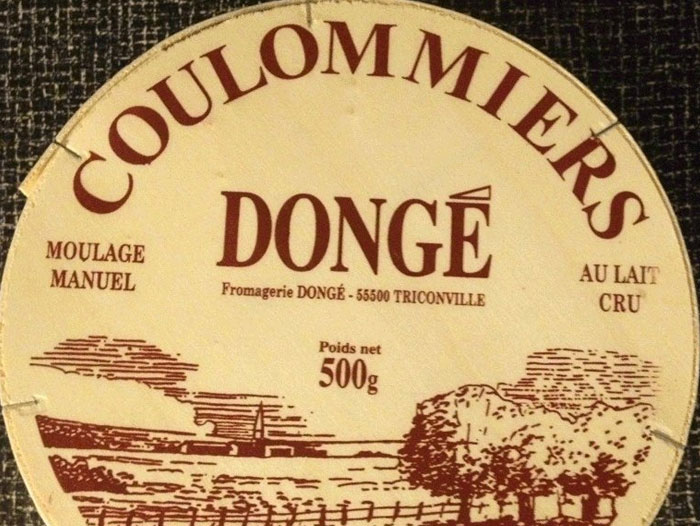 COULOMMIERS
DONGÉ
MOULAGE
MANUEL
AU LAIT
CRU
Fromagerie DONGÉ - 55500 TRICONVILLE
Poids net
500g